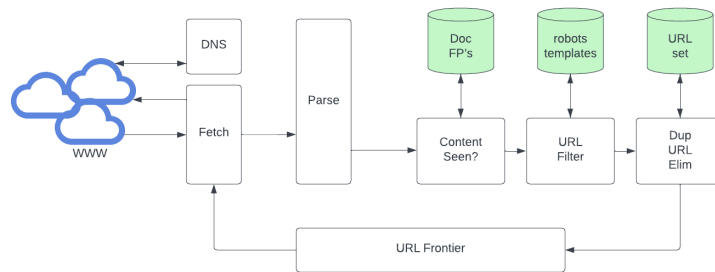 DNS
WWW
Fetch
Parse
Doc
FP's
robots
templates
URL
set
Content
Seen?
URL
Filter
Dup
URL
Elim
URL Frontier